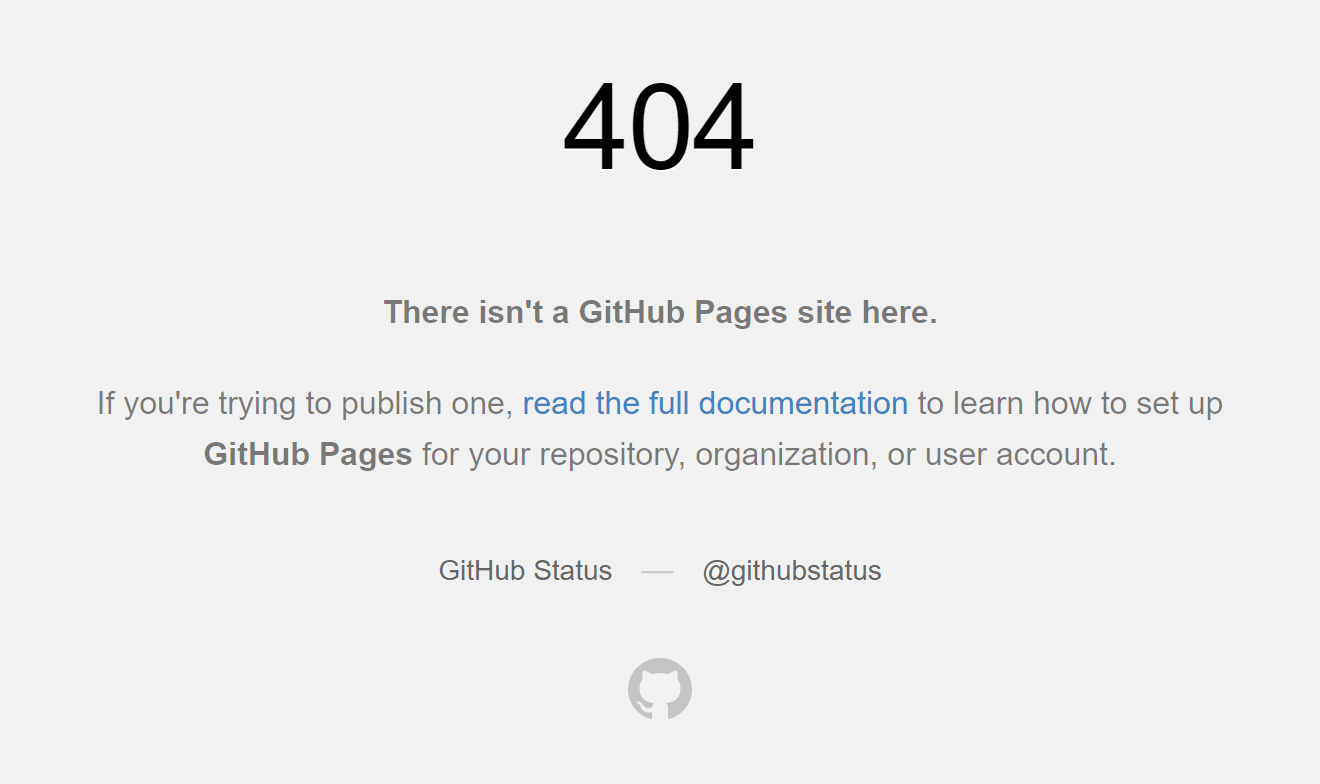 404
There isn't a GitHub Pages site here.
If you're trying to publish one, read the full documentation to learn how to set up
GitHub Pages for your repository, organization, or user account.
GitHub Status — @githubstatus